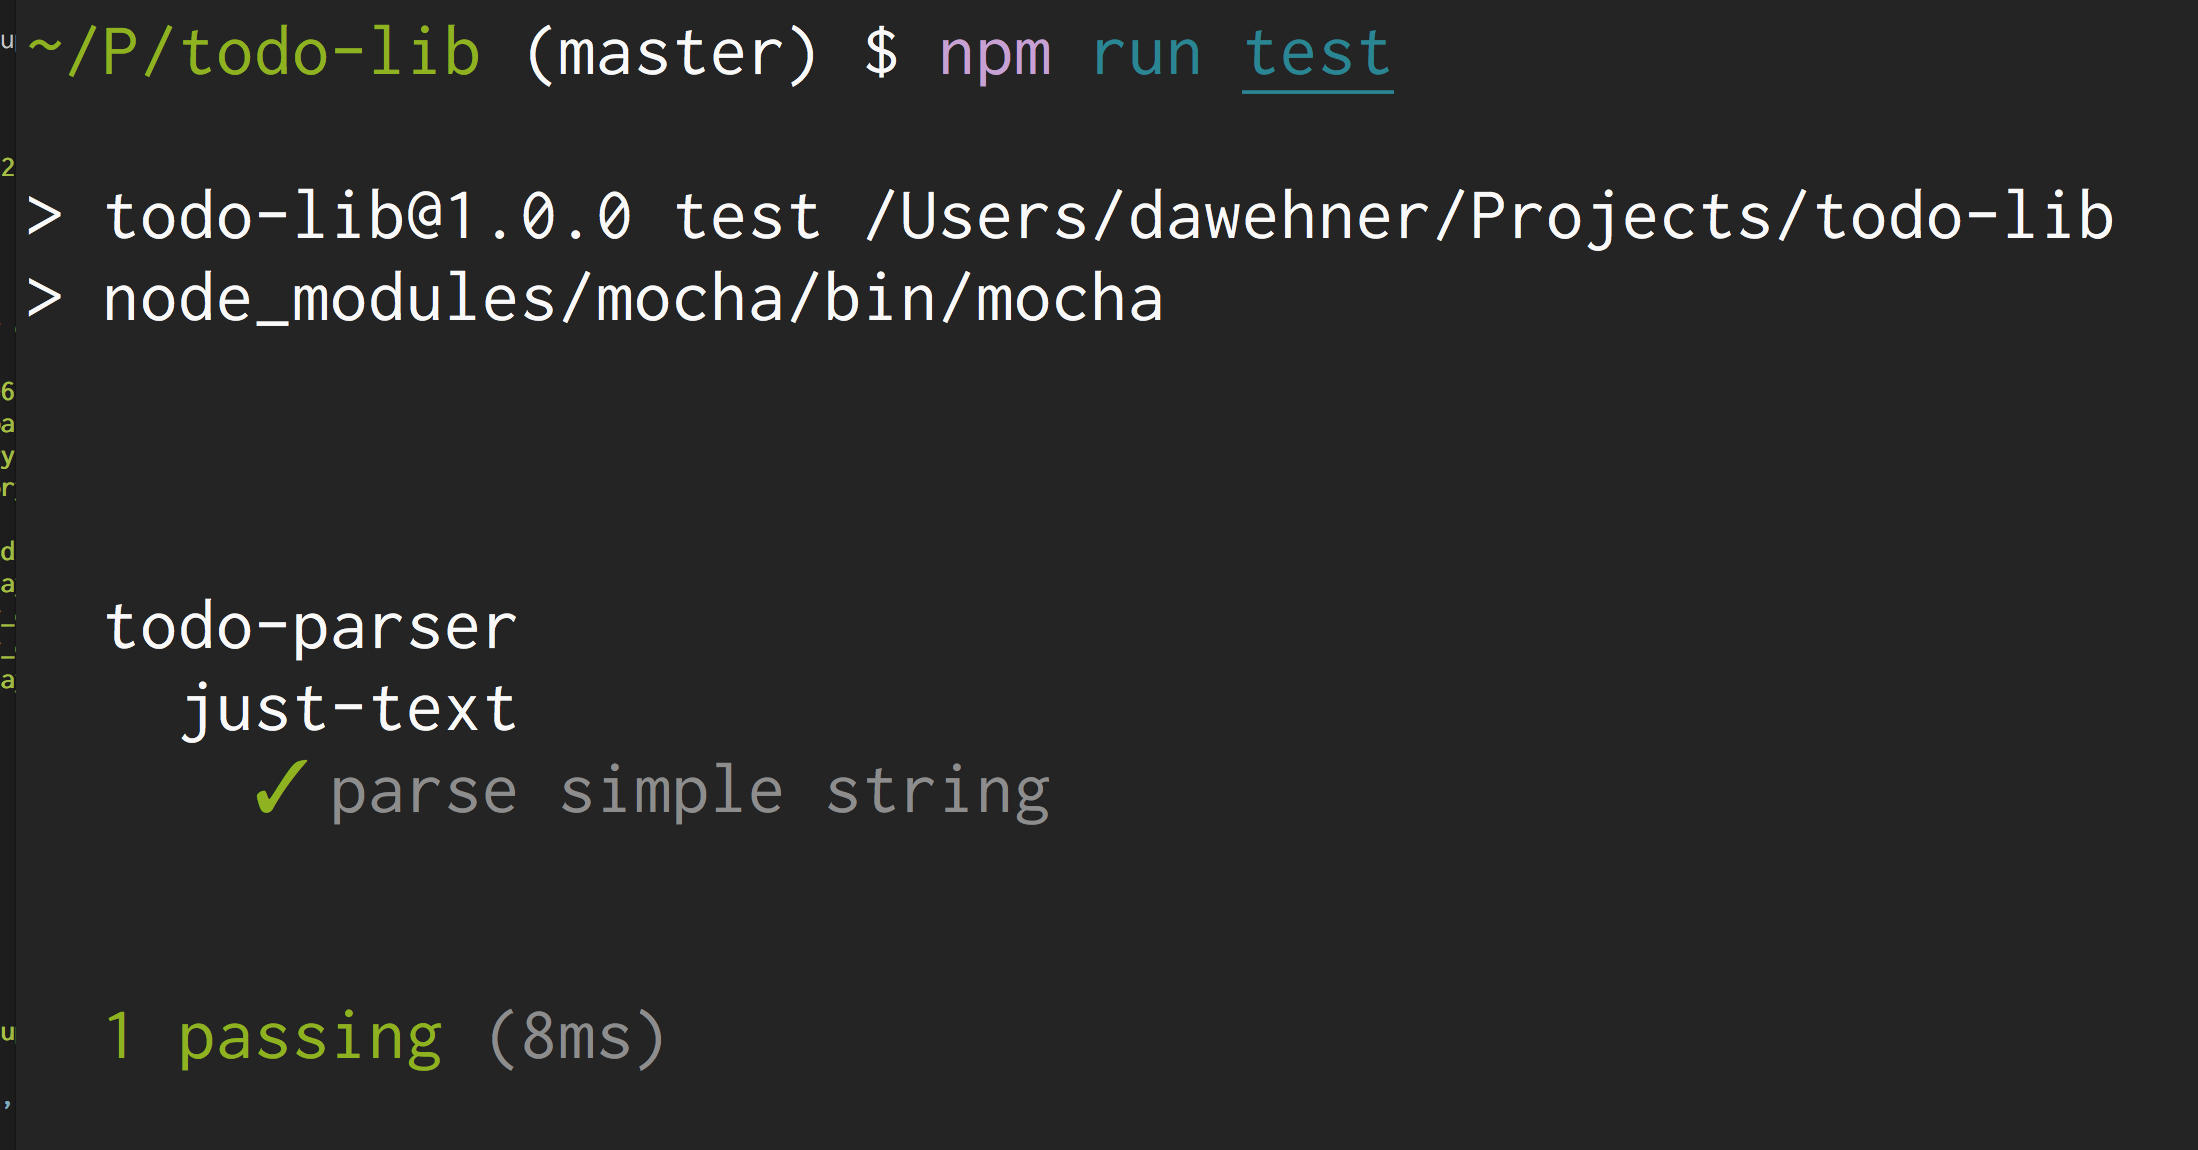 ~/P/todo-lib (master) $ npm run test
> todo-lib@1.0.0 test /Users/dawehner/Projects/todo-lib
> node_modules/mocha/bin/mocha
todo-parser
just-text
✓ parse simple string
1 passing (8ms)